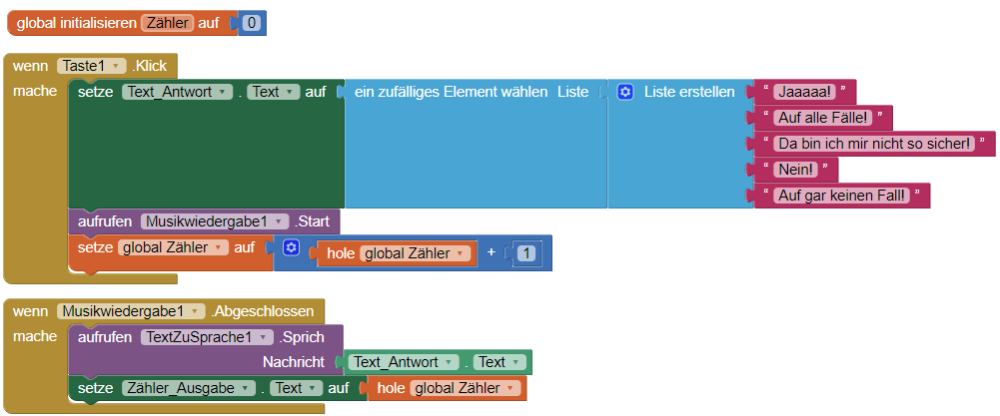 global initialisieren Zähler auf 0
wenn Taste1 .Klick
mache setze Text_Antwort . Text auf ein zufälliges Element wählen Liste Liste erstellen “ Jaaaaa! ”
“ Auf alle Fälle! ”
“ Da bin ich mir nicht so sicher! ”
“ Nein! ”
“ Auf gar keinen Fall! ”
aufrufen Musikwiedergabe1 .Start
setze global Zähler auf hole global Zähler + 1
wenn Musikwiedergabe1 .Abgeschlossen
mache aufrufen TextZuSprache1 .Sprich
Nachricht Text_Antwort . Text
setze Zähler_Ausgabe . Text auf hole global Zähler